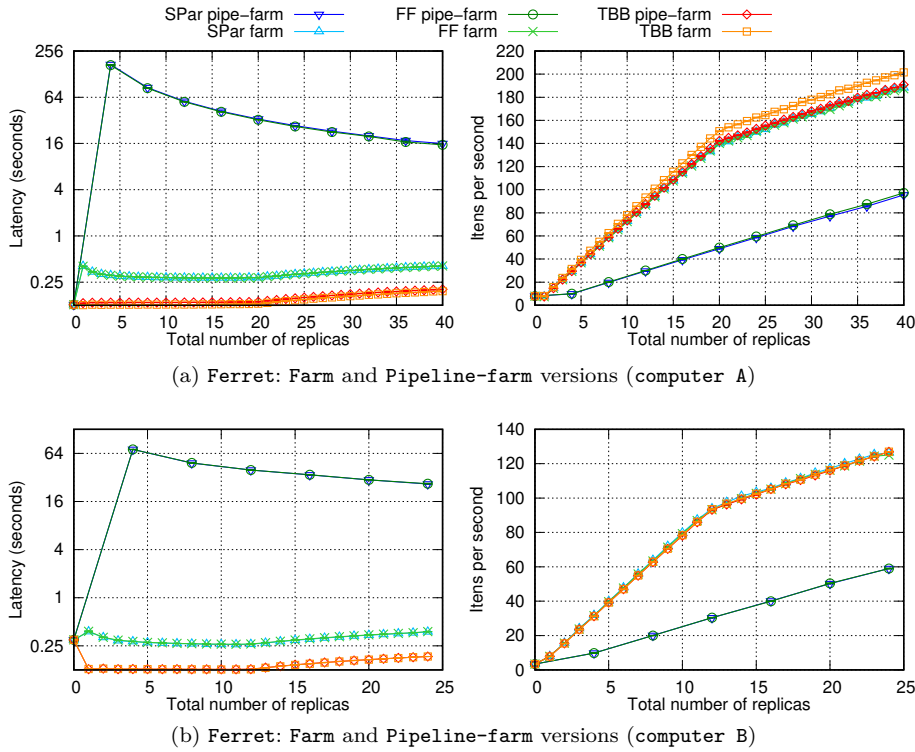 SPar pipe-farm FF pipe-farm TBB pipe-farm
SPar farm FF farm TBB farm
Latency (seconds)
256
64
16
4
1
0.25
0 5 10 15 20 25 30 35 40
Total number of replicas
Itens per second
220
200
180
160
140
120
100
80
60
40
20
0
0 5 10 15 20 25 30 35 40
Total number of replicas
(a) Ferret: Farm and Pipeline-farm versions (computer A)
Latency (seconds)
64
16
4
1
0.25
0 5 10 15 20 25
Total number of replicas
Itens per second
140
120
100
80
60
40
20
0
0 5 10 15 20 25
Total number of replicas
(b) Ferret: Farm and Pipeline-farm versions (computer B)